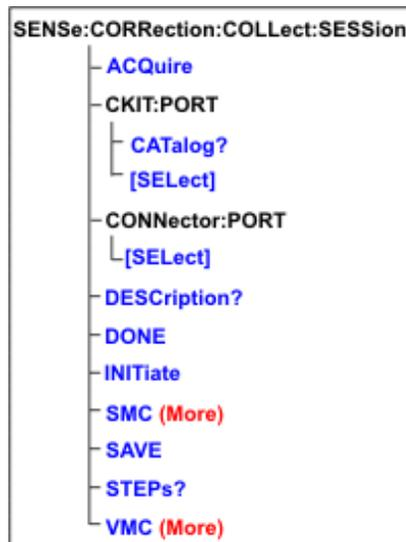 SENSe:CORRection:COLLect:SESSion
ACQuire
CKIT:PORT
CATalog?
[SELect]
CONNector:PORT
[SELect]
DESCription?
DONE
INITiate
SMC (More)
SAVE
STEPs?
VMC (More)